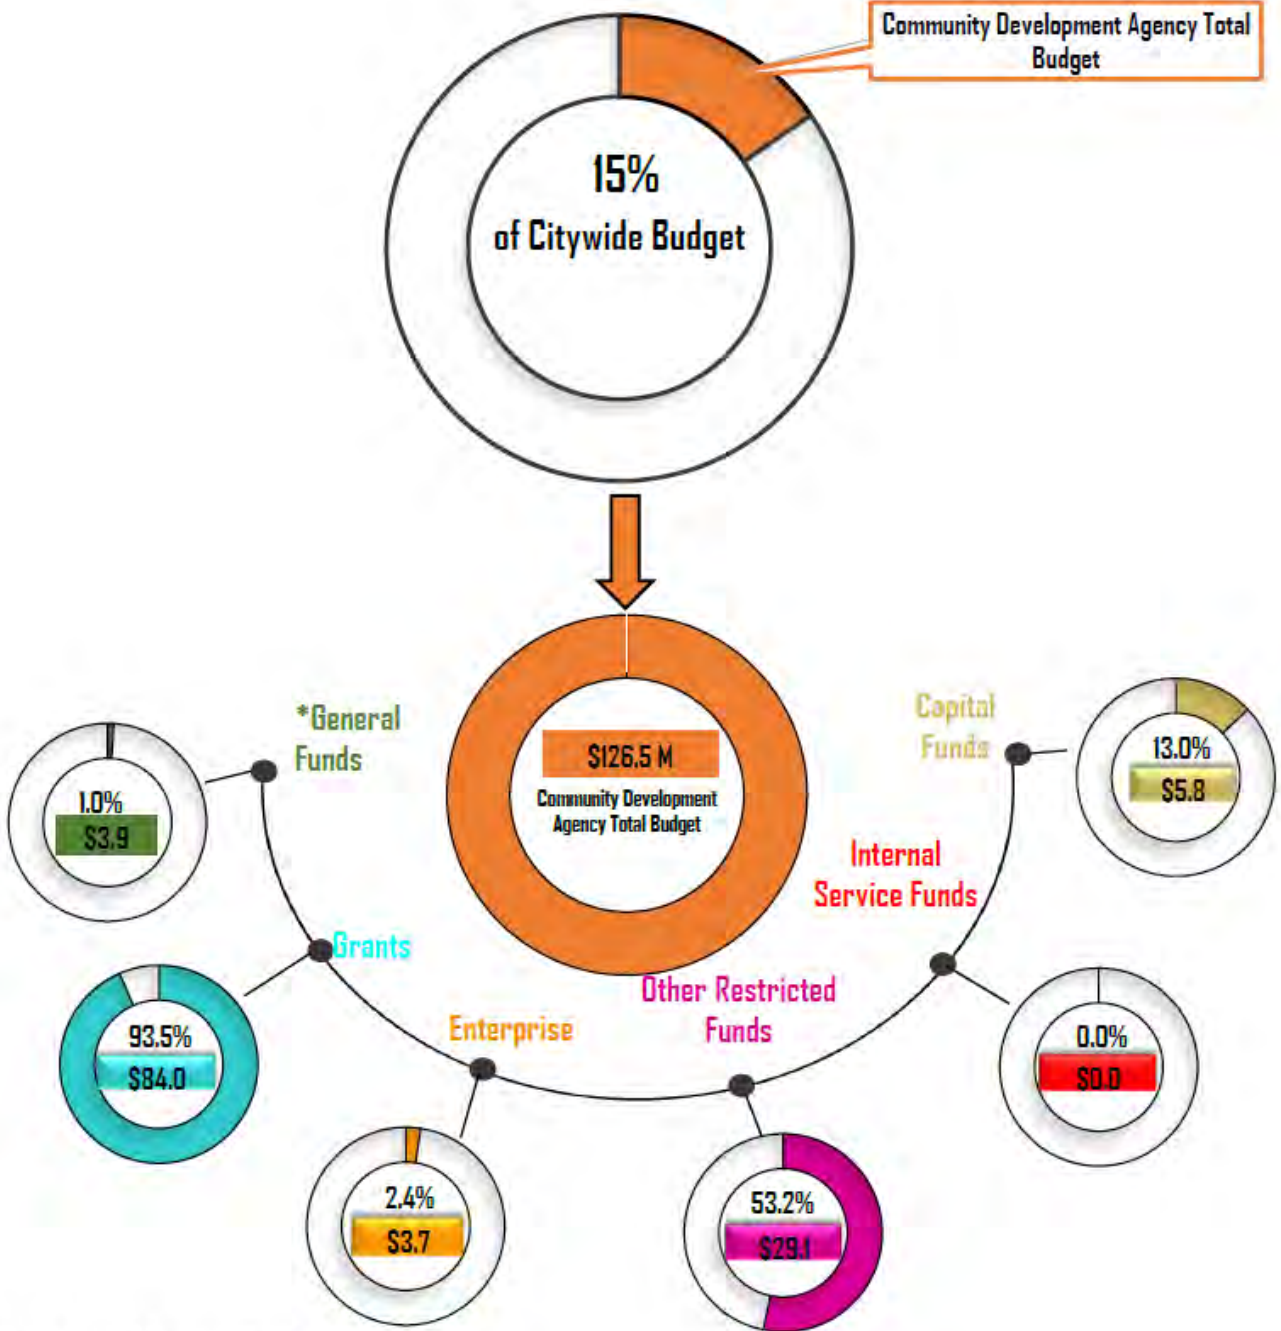 Community Development Agency Total
Budget
15%
of Citywide Budget
$126.5 M
Community Development
Agency Total Budget
*General
Funds
1.0%
$3.9
Grants
93.5%
$84.0
Enterprise
2.4%
$3.7
Other Restricted
Funds
53.2%
$29.1
Internal
Service Funds
0.0%
$0.0
Capital
Funds
13.0%
$5.8